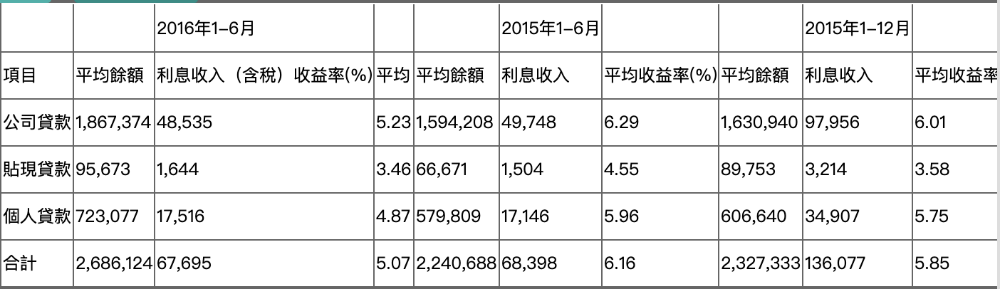 2016年1–6月 2015年1–6月 2015年1–12月
項目 平均餘額 利息收入（含稅）收益率(%) 平均 平均餘額 利息收入 平均收益率(%) 平均餘額 利息收入 平均收益率
公司貸款 1,867,374 48,535 5.23 1,594,208 49,748 6.29 1,630,940 97,956 6.01
貼現貸款 95,673 1,644 3.46 66,671 1,504 4.55 89,753 3,214 3.58
個人貸款 723,077 17,516 4.87 579,809 17,146 5.96 606,640 34,907 5.75
合計 2,686,124 67,695 5.07 2,240,688 68,398 6.16 2,327,333 136,077 5.85